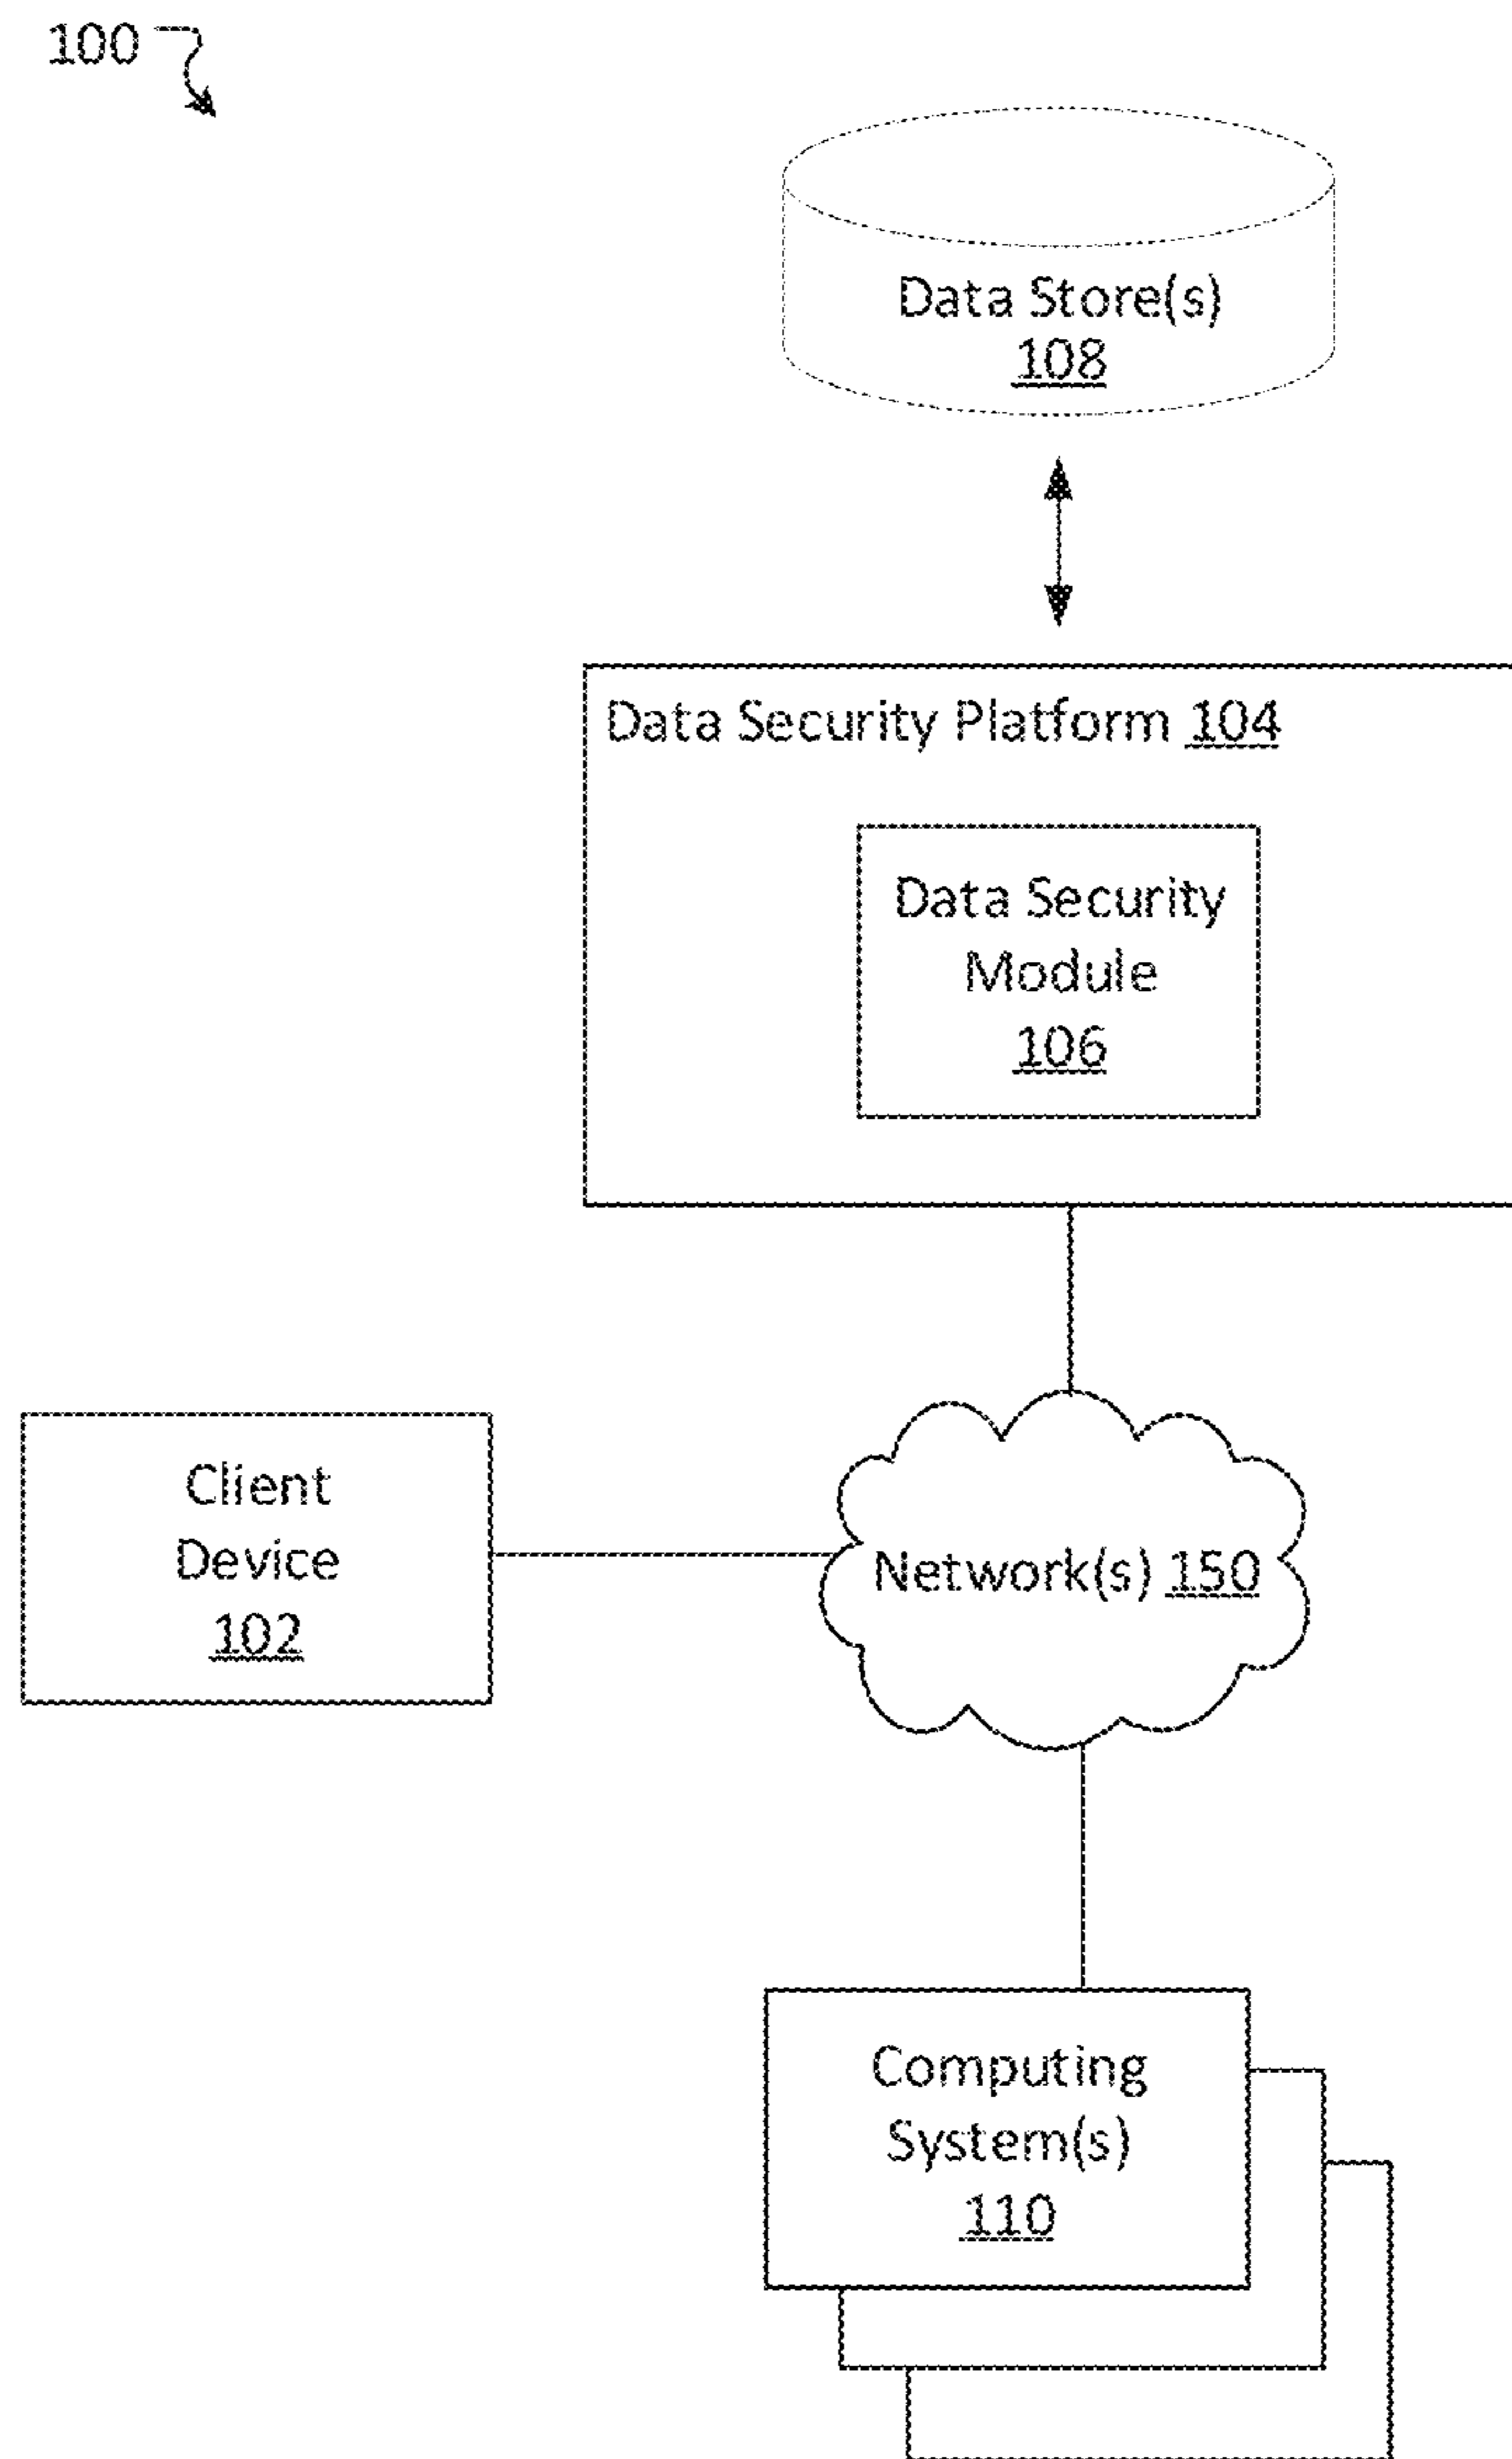 100
Data Store(s)
108
Data Security Platform 104
Data Security
Module
106
Client
Device
102
Network(s) 150
Computing
System(s)
110